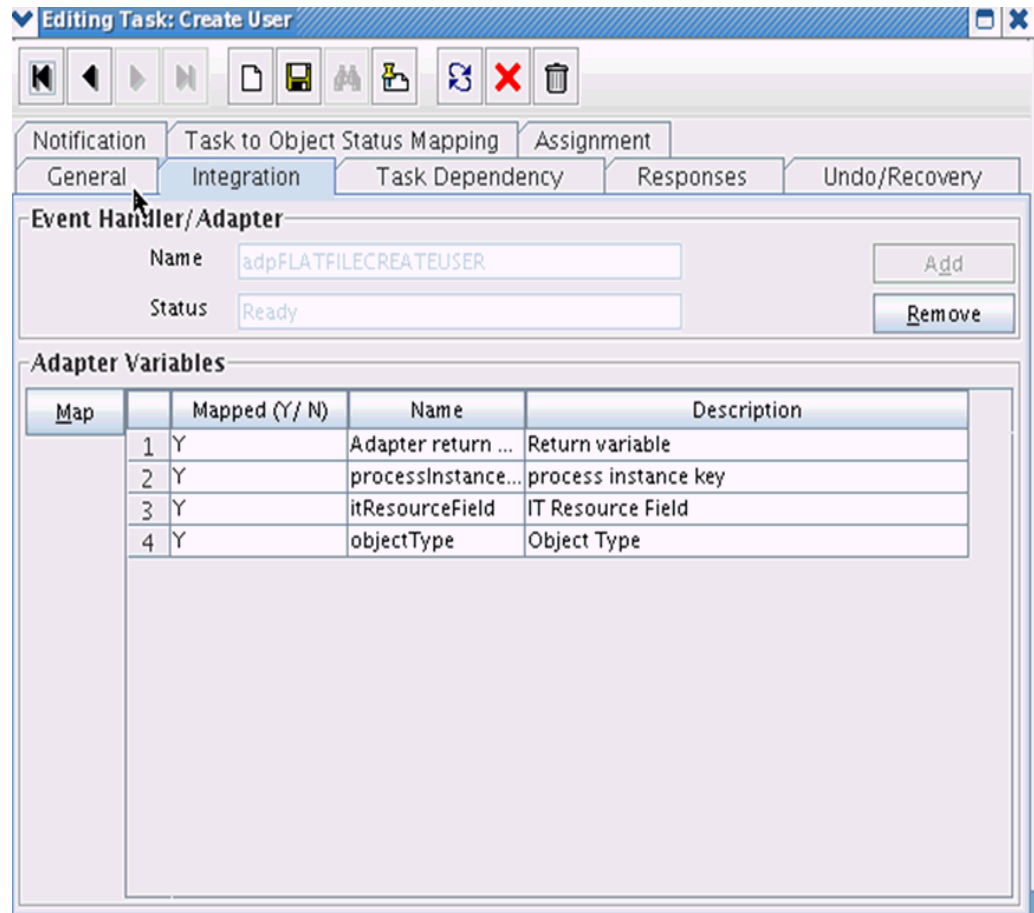 Editing Task: Create User
Notification Task to Object Status Mapping Assignment
General Integration Task Dependency Responses Undo/Recovery
Event Handler/Adapter
Name adpFLATFILECREATEUSER Add
Status Ready Remove
Adapter Variables
Map Mapped (Y/N) Name Description
1 Y Adapter return ... Return variable
2 Y processInstance... process instance key
3 Y itResourceField IT Resource Field
4 Y objectType Object Type